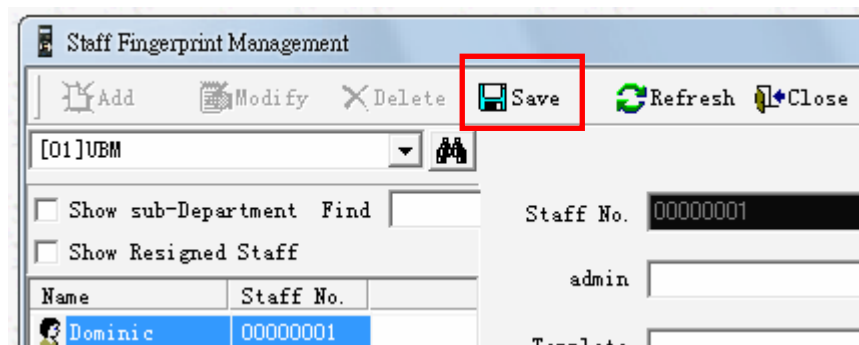 Staff Fingerprint Management
Add Modify Delete Save Refresh Close
[01]UBM
Show sub-Department Find
Staff No. 00000001
Show Resigned Staff
admin
Name Staff No.
Dominic 00000001
Template